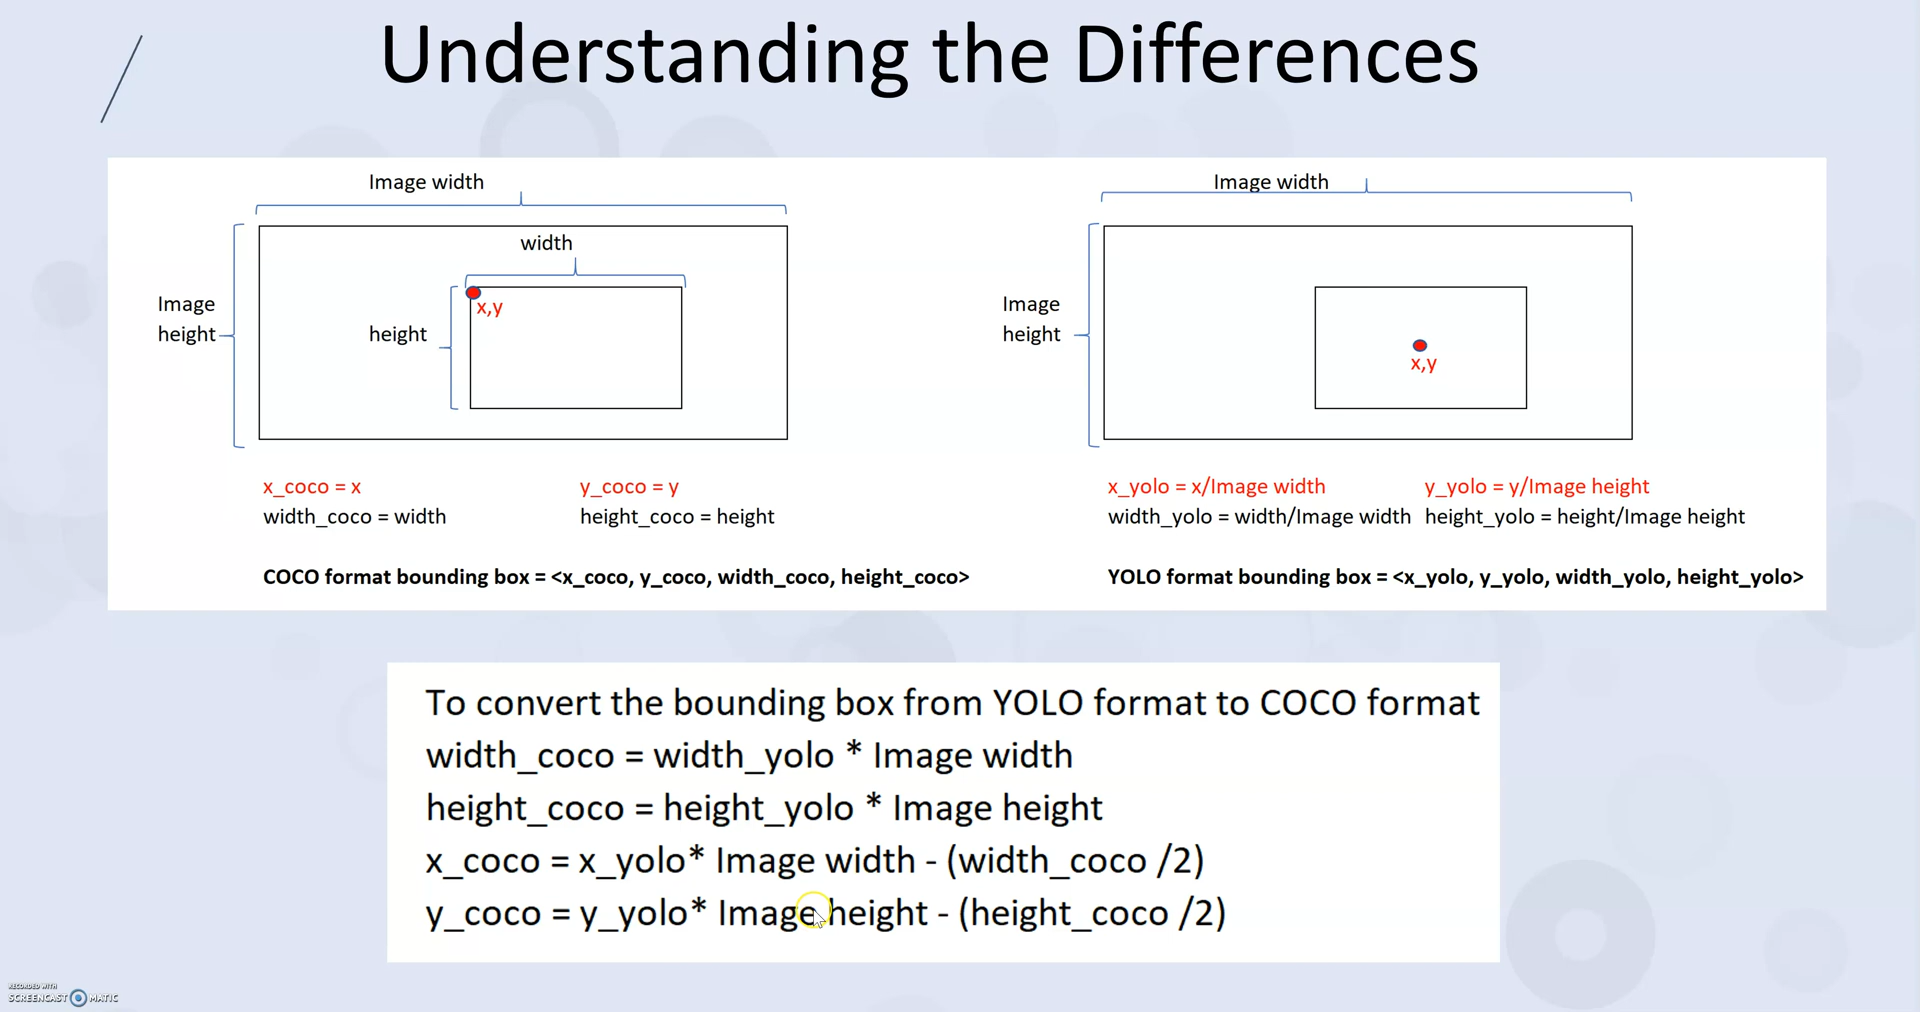 Understanding the Differences
Image width
width
Image
height
height
x,y
x_coco = x
y_coco = y
width_coco = width
height_coco = height
COCO format bounding box = <x_coco, y_coco, width_coco, height_coco>
Image width
Image
height
x,y
x_yolo = x/Image width
y_yolo = y/Image height
width_yolo = width/Image width
height_yolo = height/Image height
YOLO format bounding box = <x_yolo, y_yolo, width_yolo, height_yolo>
To convert the bounding box from YOLO format to COCO format
width_coco = width_yolo * Image width
height_coco = height_yolo * Image height
x_coco = x_yolo* Image width - (width_coco /2)
y_coco = y_yolo* Image height - (height_coco /2)
RECORDED WITH
SCREENCAST MATIC